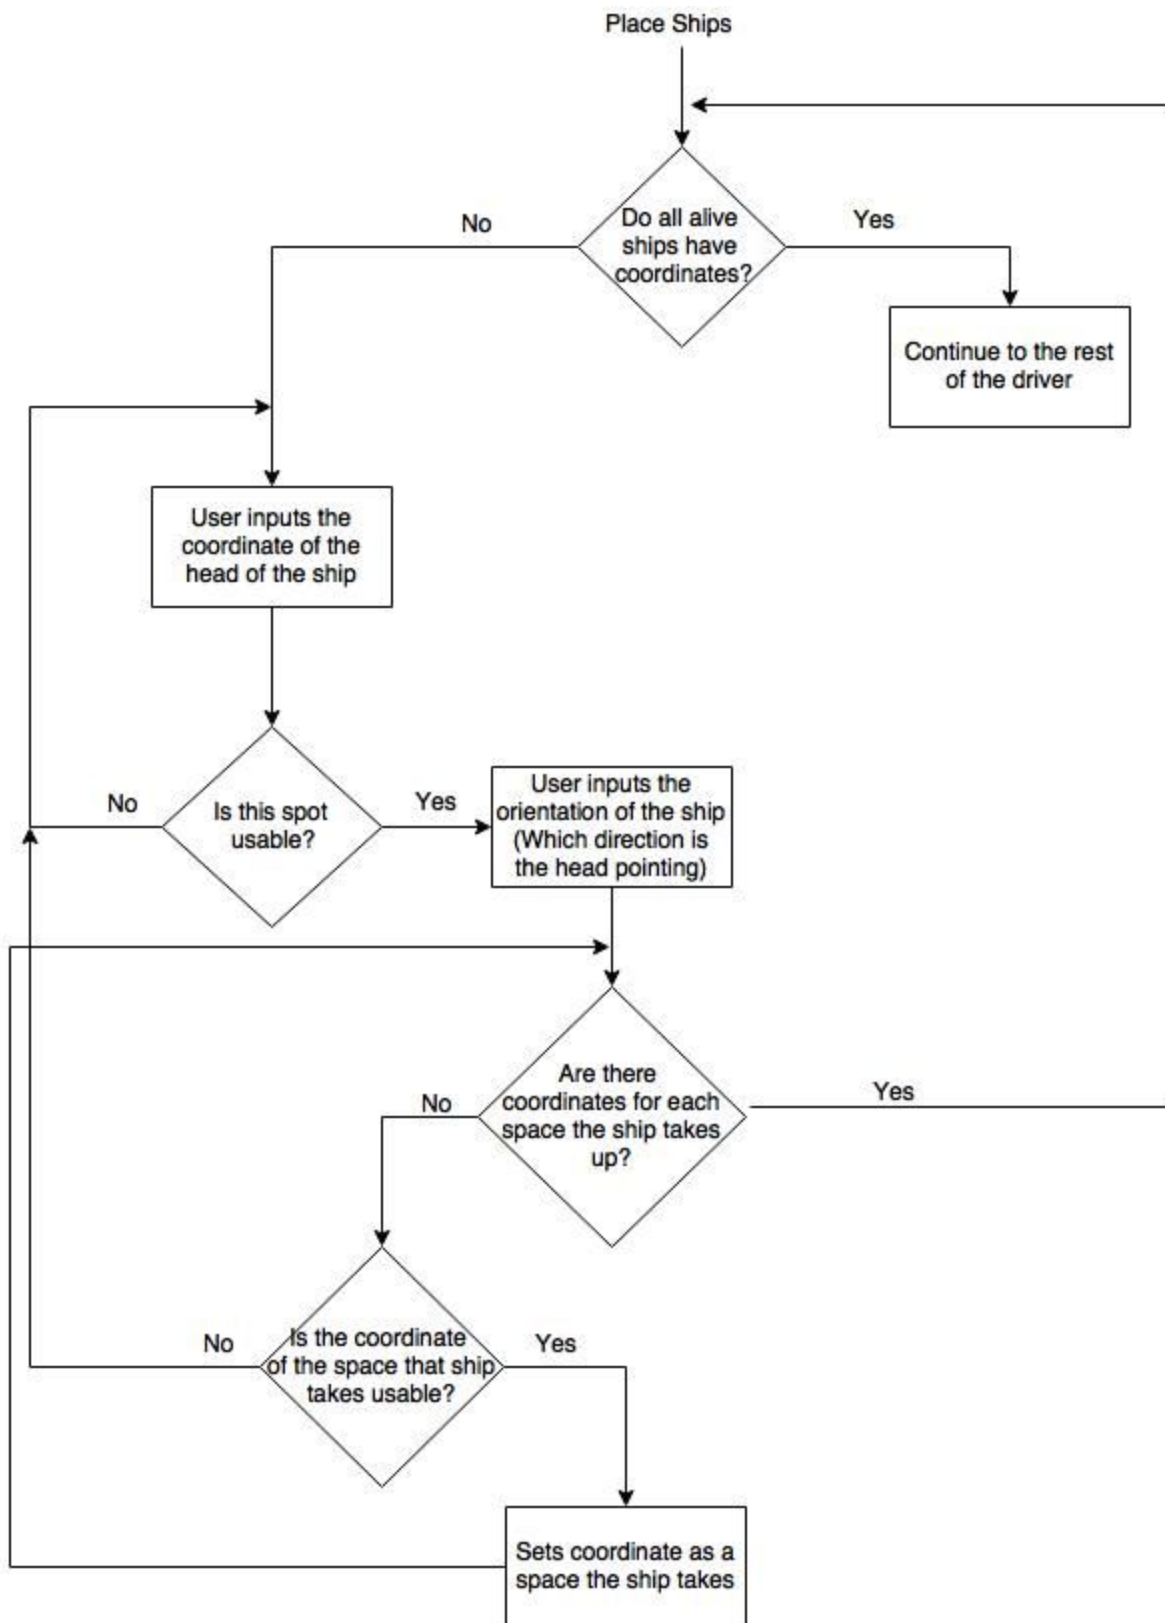 Place Ships
No
Do all alive
ships have
coordinates?
Yes
Continue to the rest
of the driver
User inputs the
coordinate of the
head of the ship
No
Is this spot
usable?
Yes
User inputs the
orientation of the ship
(Which direction is
the head pointing)
No
Are there
coordinates for each
space the ship takes
up?
Yes
No
Is the coordinate
of the space that ship
takes usable?
Yes
Sets coordinate as a
space the ship takes